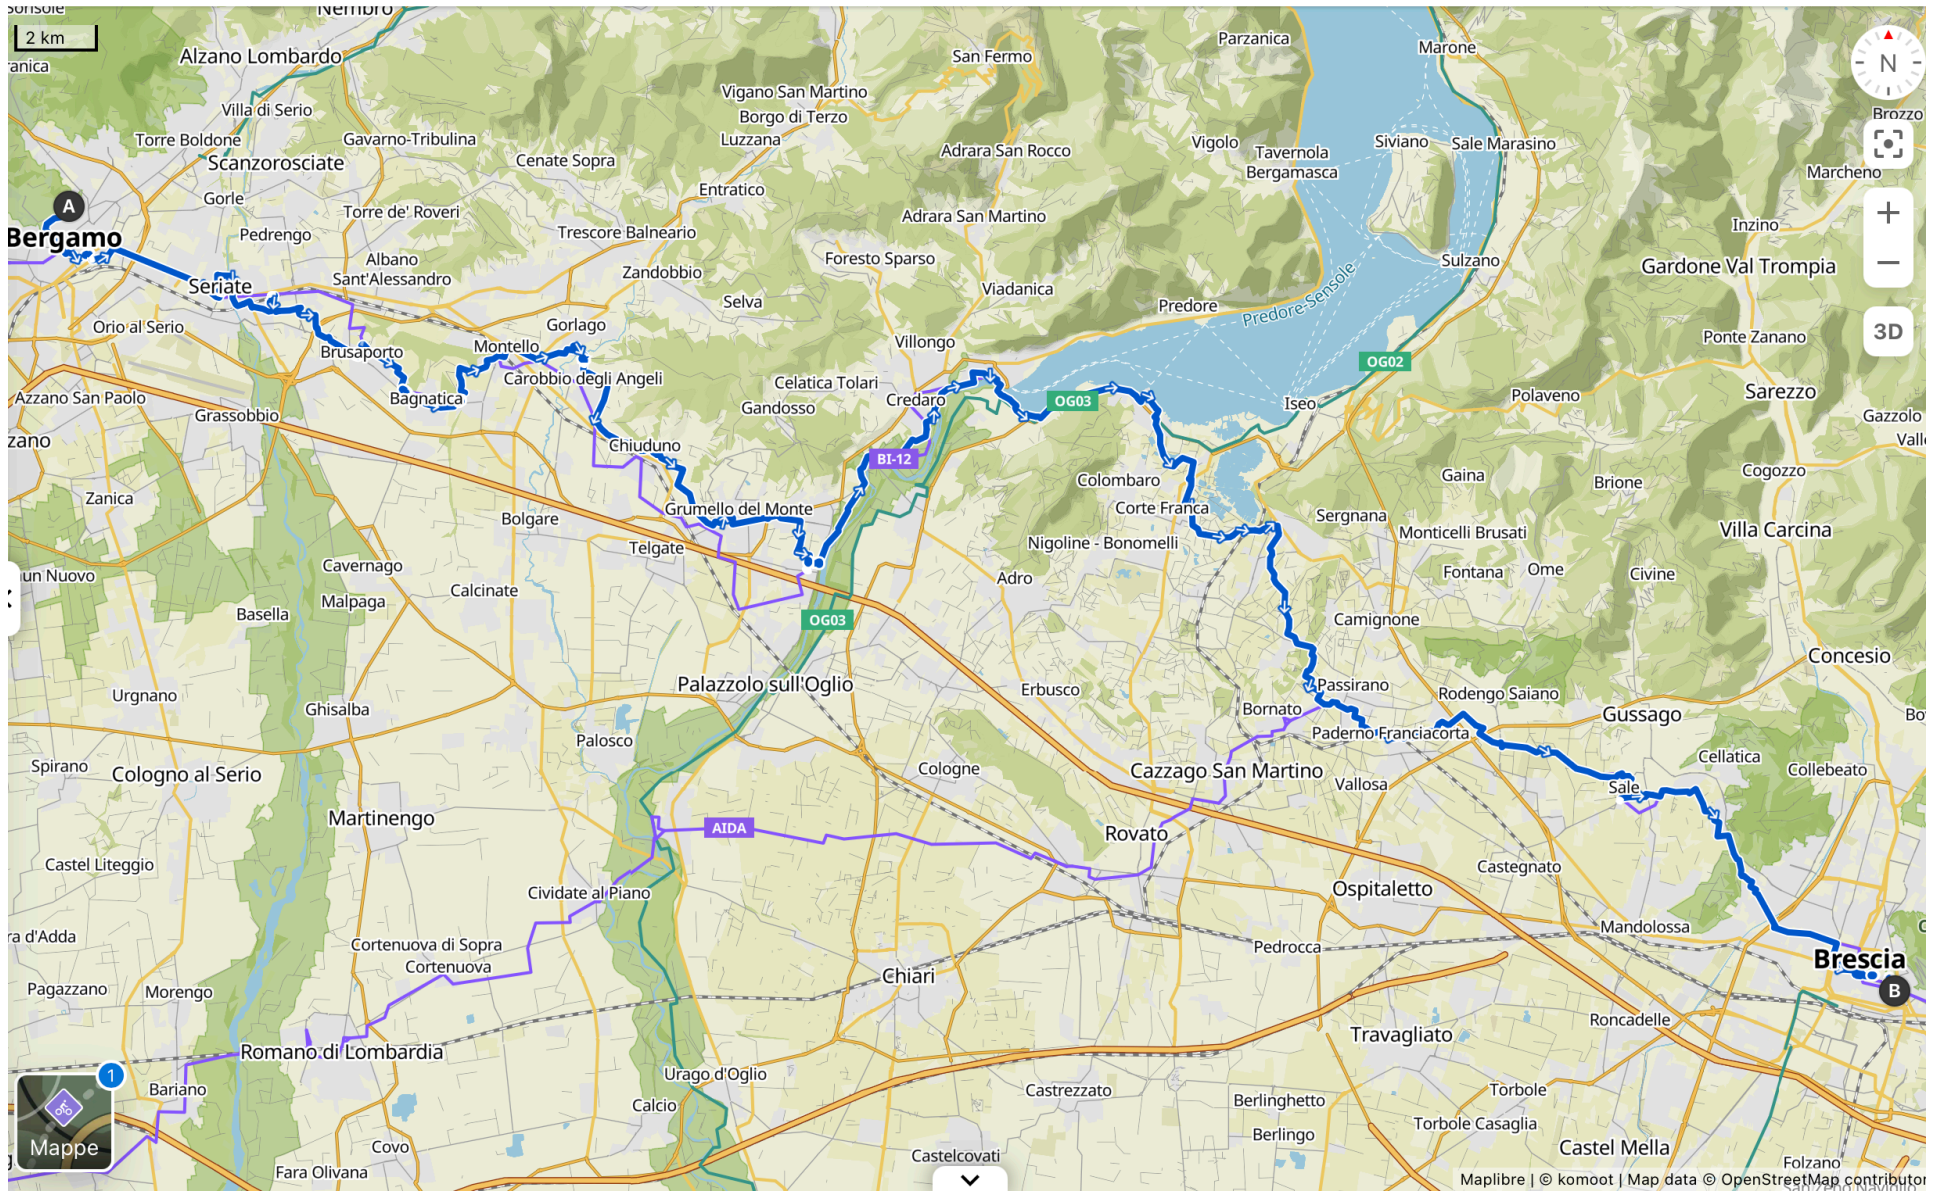 Nembro
2 km
Alzano Lombardo
San Fermo
Parzanica
Marone
N
Villa di Serio
Vigano San Martino
Borgo di Terzo
Brozzo
Torre Boldone
Gavarno-Tribulina
Luzzana
Adrara San Rocco
Vigolo
Tavernola
Bergamasca
Siviano
Sale Marasino
Scanzorosciate
Cenate Sopra
Marcheno
A
Gorle
Torre de' Roveri
Entratico
Adrara San Martino
Bergamo
Pedrengo
Trescore Balneario
Inzino
Albano
Sant'Alessandro
Foresto Sparso
Sulzano
Gardone Val Trompia
Seriate
Zandobbio
Viadanica
Predore-Sensole
Selva
Predore
Orio al Serio
Gorlago
3D
Ponte Zanano
Brusaporto
Montello
Villongo
OG02
Carobbio degli Angeli
Celatica Tolari
Azzano San Paolo
Bagnatica
Credaro
OG03
Iseo
Polaveno
Sarezzo
Grassobbio
Gandosso
Gazzolo
zzano
Chiuduno
BI-12
Colombaro
Gaina
Brione
Cogozzo
Zanica
Grumello del Monte
Corte Franca
Bolgare
Sergnana
Monticelli Brusati
Villa Carcina
Telgate
Nigoline - Bonomelli
Cavernago
Adro
Fontana
Ome
Civine
un Nuovo
Calcinate
Malpaga
Basella
OG03
Camignone
Concesio
Urgnano
Palazzolo sull'Oglio
Erbusco
Passirano
Rodengo Saiano
Ghisalba
Bornato
Gussago
Palosco
Paderno Franciacorta
Spirano
Cologno al Serio
Cologne
Cazzago San Martino
Vallosa
Sale
Cellatica
Collebeato
Martinengo
AIDA
Rovato
Castel Liteggio
Castegnato
Cividate al Piano
Ospitaletto
ra d'Adda
Cortenuova di Sopra
Cortenuova
Pedrocca
Mandolossa
Brescia
Chiari
B
Pagazzano
Morengo
Roncadelle
Travagliato
Romano di Lombardia
1
Bariano
Urago d'Oglio
Calcio
Castrezzato
Berlinghetto
Torbole
Torbole Casaglia
Mappe
Covo
Berlingo
Castel Mella
Fara Olivana
Castelcovati
Folzano
Maplibre | © komoot | Map data © OpenStreetMap contributor